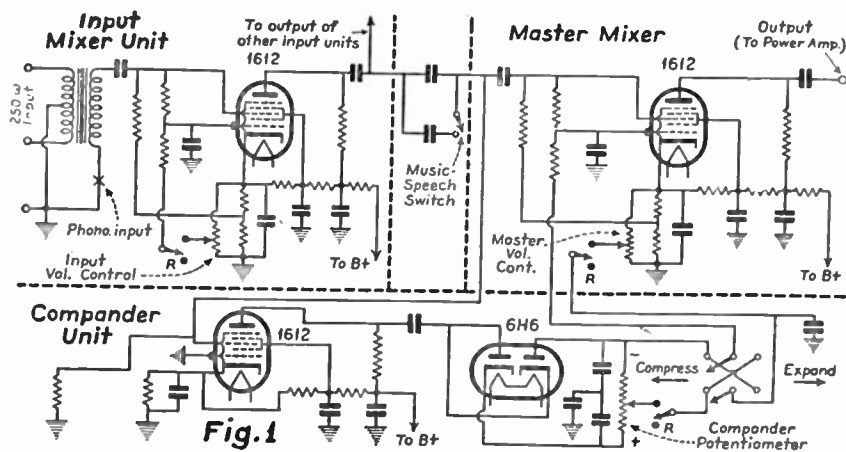 Input
Mixer Unit
To output of
other input units
1612
250 ω
Input
Phono. input
Input
Vol. Control
R
To B+
Music-
Speech
Switch
Master Mixer
1612
Output
(To Power Amp.)
Master
Vol.
Cont.
R
To B+
Compander
Unit
1612
To B+
Fig.1
6H6
−
+
Compress
Expand
R
Compander
Potentiometer